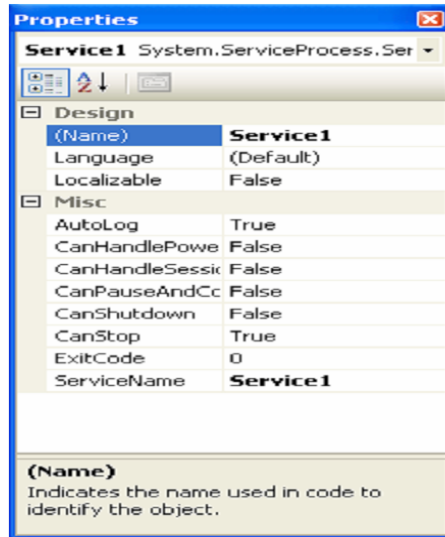 Properties
Service1 System.ServiceProcess.Ser
Design
(Name) Service1
Language (Default)
Localizable False
Misc
AutoLog True
CanHandlePowe False
CanHandleSessic False
CanPauseAndCc False
CanShutdown False
CanStop True
ExitCode 0
ServiceName Service1
(Name)
Indicates the name used in code to
identify the object.